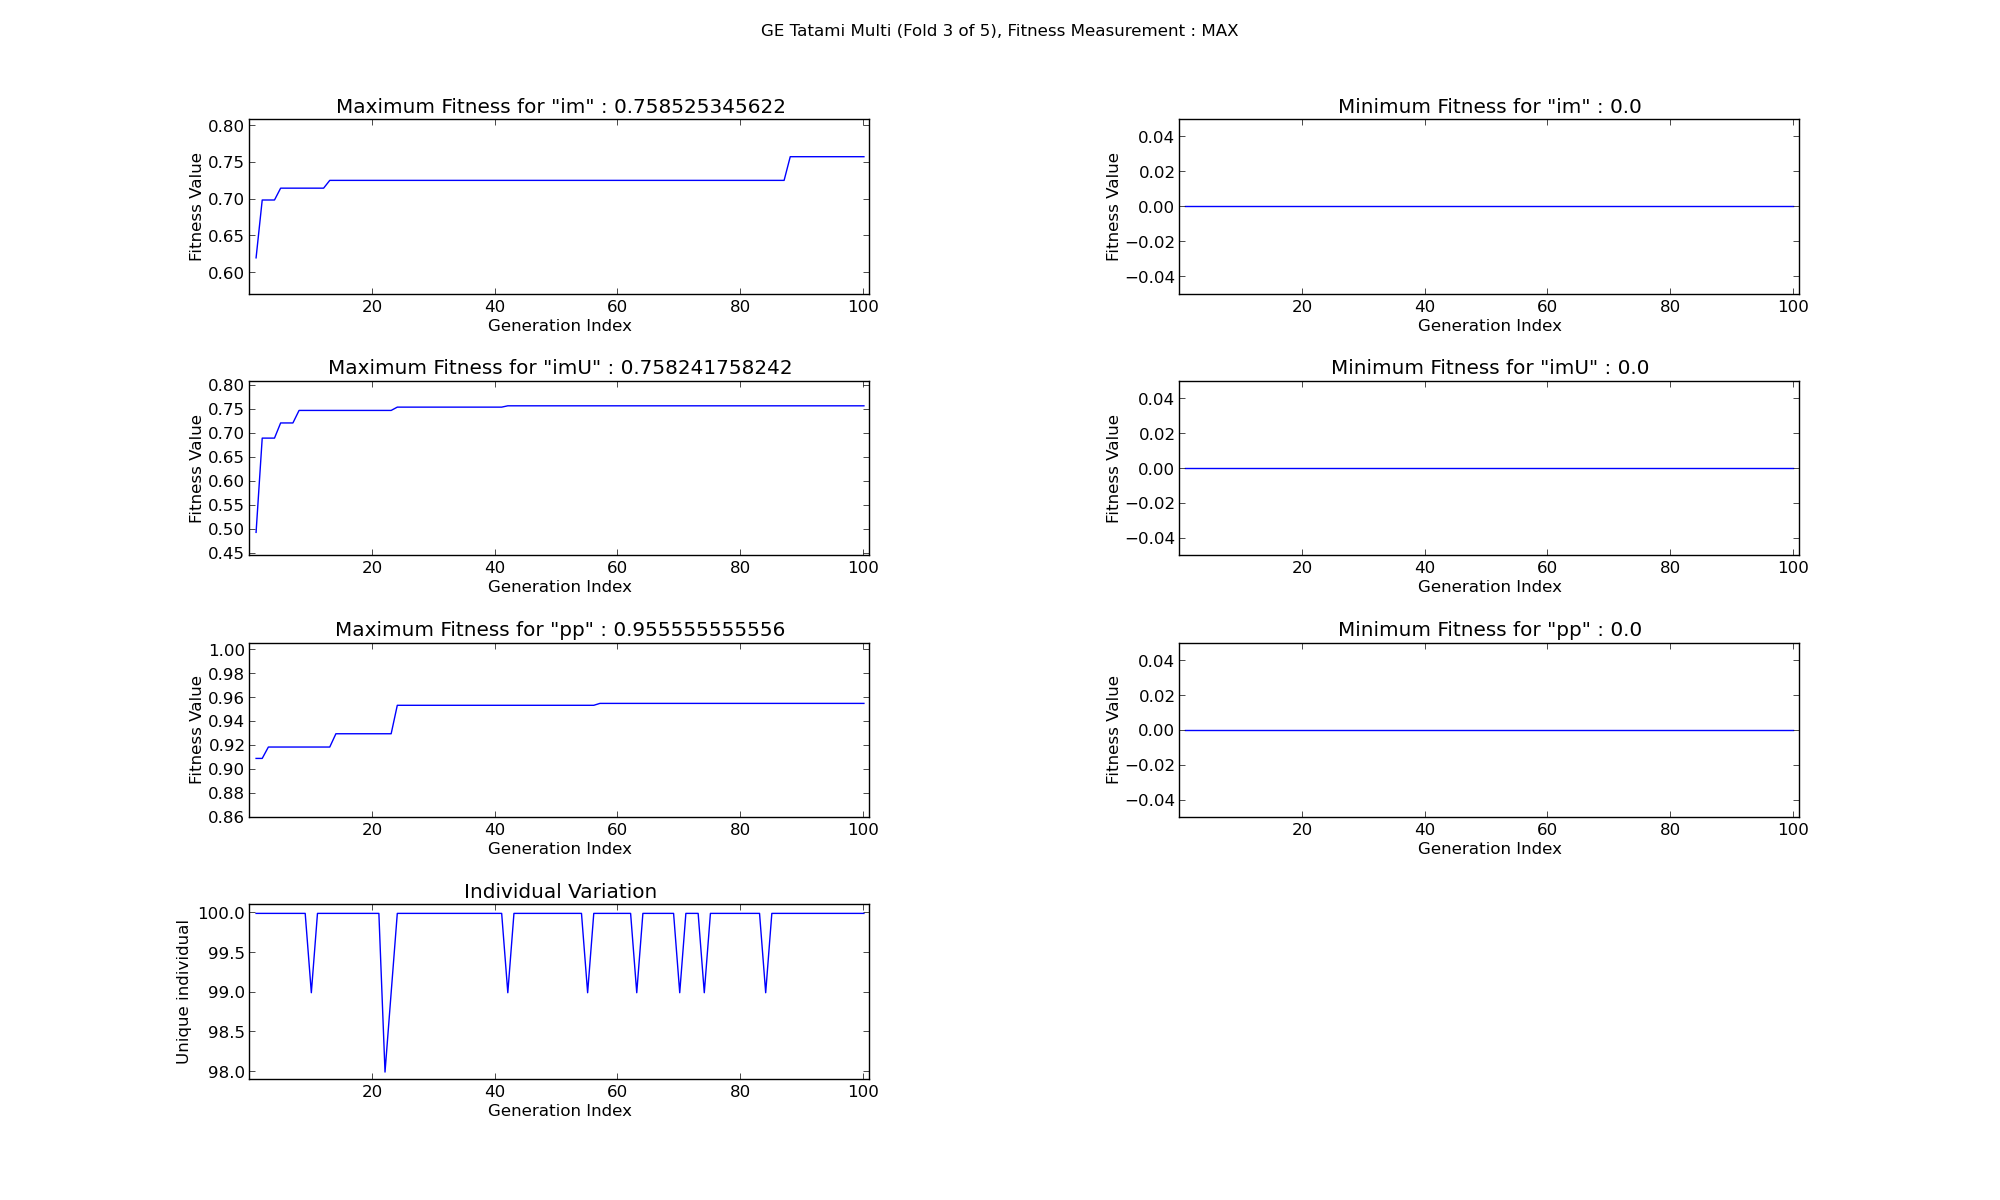 GE Tatami Multi (Fold 3 of 5), Fitness Measurement : MAX
Maximum Fitness for "im" : 0.758525345622
Fitness Value
0.80
0.75
0.70
0.65
0.60
20 40 60 80 100
Generation Index
Minimum Fitness for "im" : 0.0
Fitness Value
0.04
0.02
0.00
−0.02
−0.04
20 40 60 80 100
Generation Index
Maximum Fitness for "imU" : 0.758241758242
Fitness Value
0.80
0.75
0.70
0.65
0.60
0.55
0.50
0.45
20 40 60 80 100
Generation Index
Minimum Fitness for "imU" : 0.0
Fitness Value
0.04
0.02
0.00
−0.02
−0.04
20 40 60 80 100
Generation Index
Maximum Fitness for "pp" : 0.955555555556
Fitness Value
1.00
0.98
0.96
0.94
0.92
0.90
0.88
0.86
20 40 60 80 100
Generation Index
Minimum Fitness for "pp" : 0.0
Fitness Value
0.04
0.02
0.00
−0.02
−0.04
20 40 60 80 100
Generation Index
Individual Variation
Unique individual
100.0
99.5
99.0
98.5
98.0
20 40 60 80 100
Generation Index